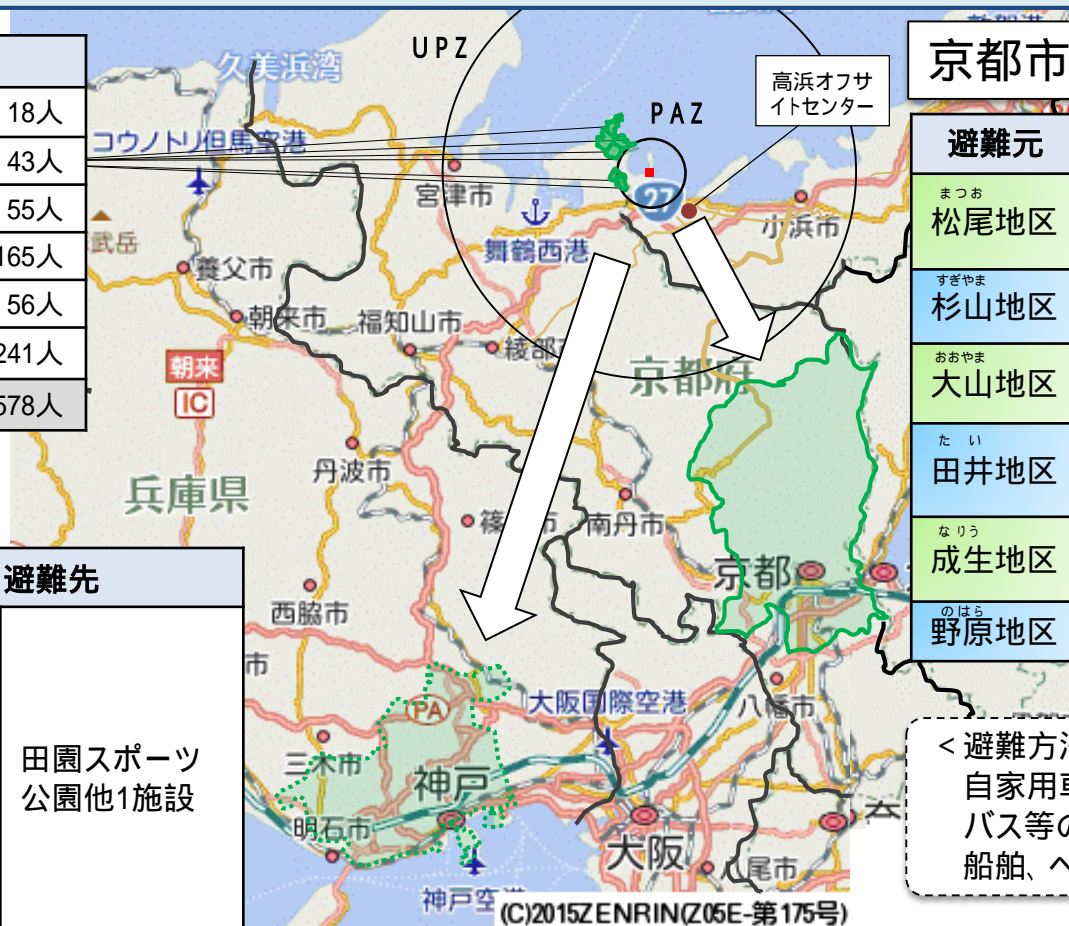 18人
43人
55人
165人
56人
241人
578人
避難先
田園スポーツ
公園他1施設
UPZ
PAZ
高浜オフサ
イトセンター
久美浜湾
コウノトリ但馬空港
宮津市
27
小浜市
舞鶴西港
養父市
朝来市
福知山市
綾部
京都府
朝来
IC
丹波市
兵庫県
南丹市
京都
西脇市
市
大阪国際空港
八幡市
PA
三木市
神戸
明石市
大阪
八尾市
神戸空
(C)2015ZENRIN(Z05E-第175号)
京都市
避難元
まつお
松尾地区
すぎやま
杉山地区
おおやま
大山地区
たい
田井地区
なりう
成生地区
のはら
野原地区
<避難方
自家用車
バス等の
船舶、ヘ